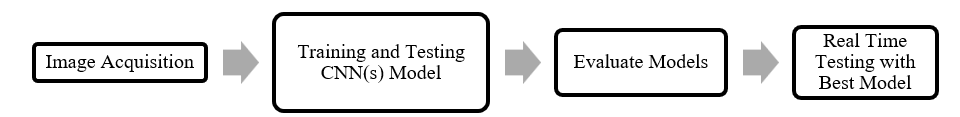 Image Acquisition
Training and Testing
CNN(s) Model
Evaluate Models
Real Time
Testing with
Best Model